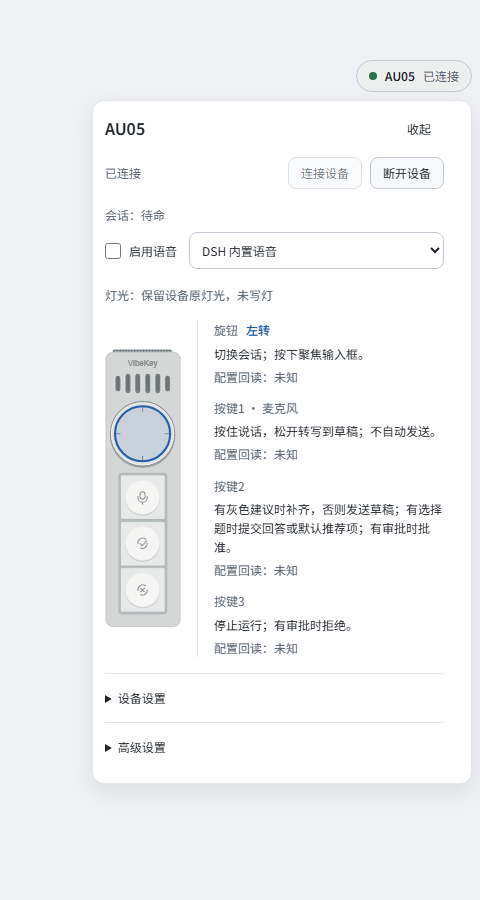 AU05 已连接
AU05
收起
已连接
连接设备
断开设备
会话：待命
启用语音
DSH 内置语音
灯光：保留设备原灯光，未写灯
VibeKey
旋钮 左转
切换会话；按下聚焦输入框。
配置回读：未知
按键1 · 麦克风
按住说话，松开转写到草稿；不自动发送。
配置回读：未知
按键2
有灰色建议时补齐，否则发送草稿；有选择
题时提交回答或默认推荐项；有审批时批
准。
配置回读：未知
按键3
停止运行；有审批时拒绝。
配置回读：未知
设备设置
高级设置